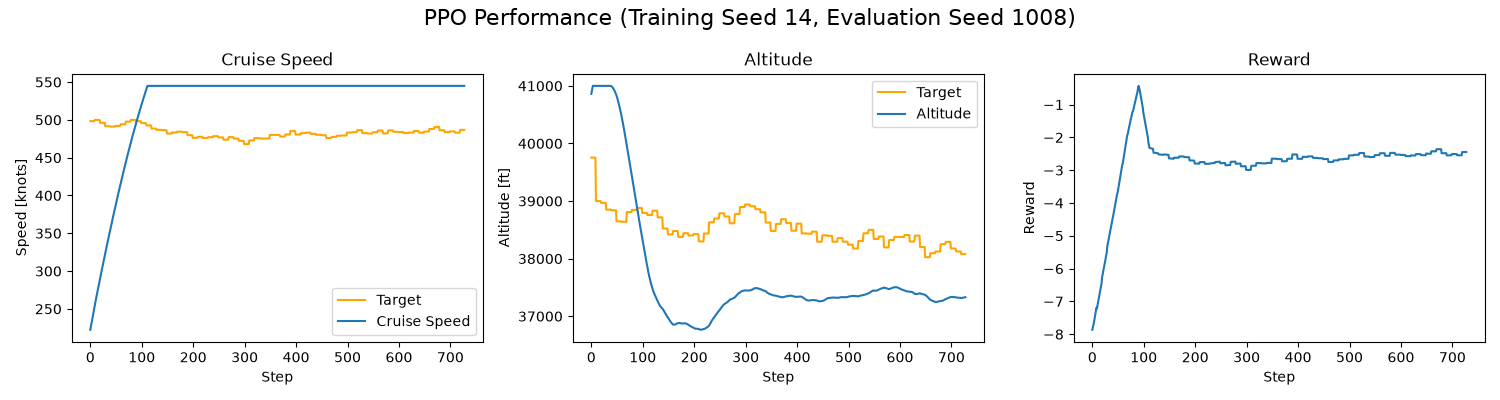 PPO Performance (Training Seed 14, Evaluation Seed 1008)
Cruise Speed
550
500
450
400
350
300
250
Speed [knots]
Target
Cruise Speed
0 100 200 300 400 500 600 700
Step
Altitude
41000
40000
39000
38000
37000
Altitude [ft]
Target
Altitude
0 100 200 300 400 500 600 700
Step
Reward
−1
−2
−3
−4
−5
−6
−7
−8
Reward
0 100 200 300 400 500 600 700
Step